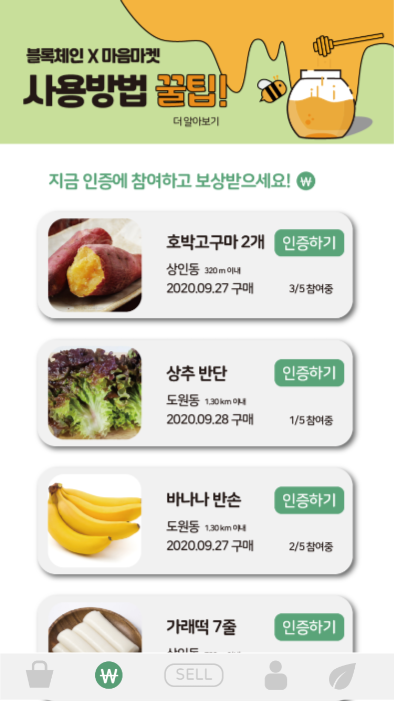 블록체인 X 마음마켓
사용방법 꿀팁!
더 알아보기
지금 인증에 참여하고 보상받으세요! ₩
호박고구마 2개
인증하기
상인동 320m 이내
2020.09.27 구매
3/5 참여중
상추 반단
인증하기
도원동 1.30km 이내
2020.09.28 구매
1/5 참여중
바나나 반손
인증하기
도원동 1.30km 이내
2020.09.27 구매
2/5 참여중
가래떡 7줄
인증하기
₩
SELL